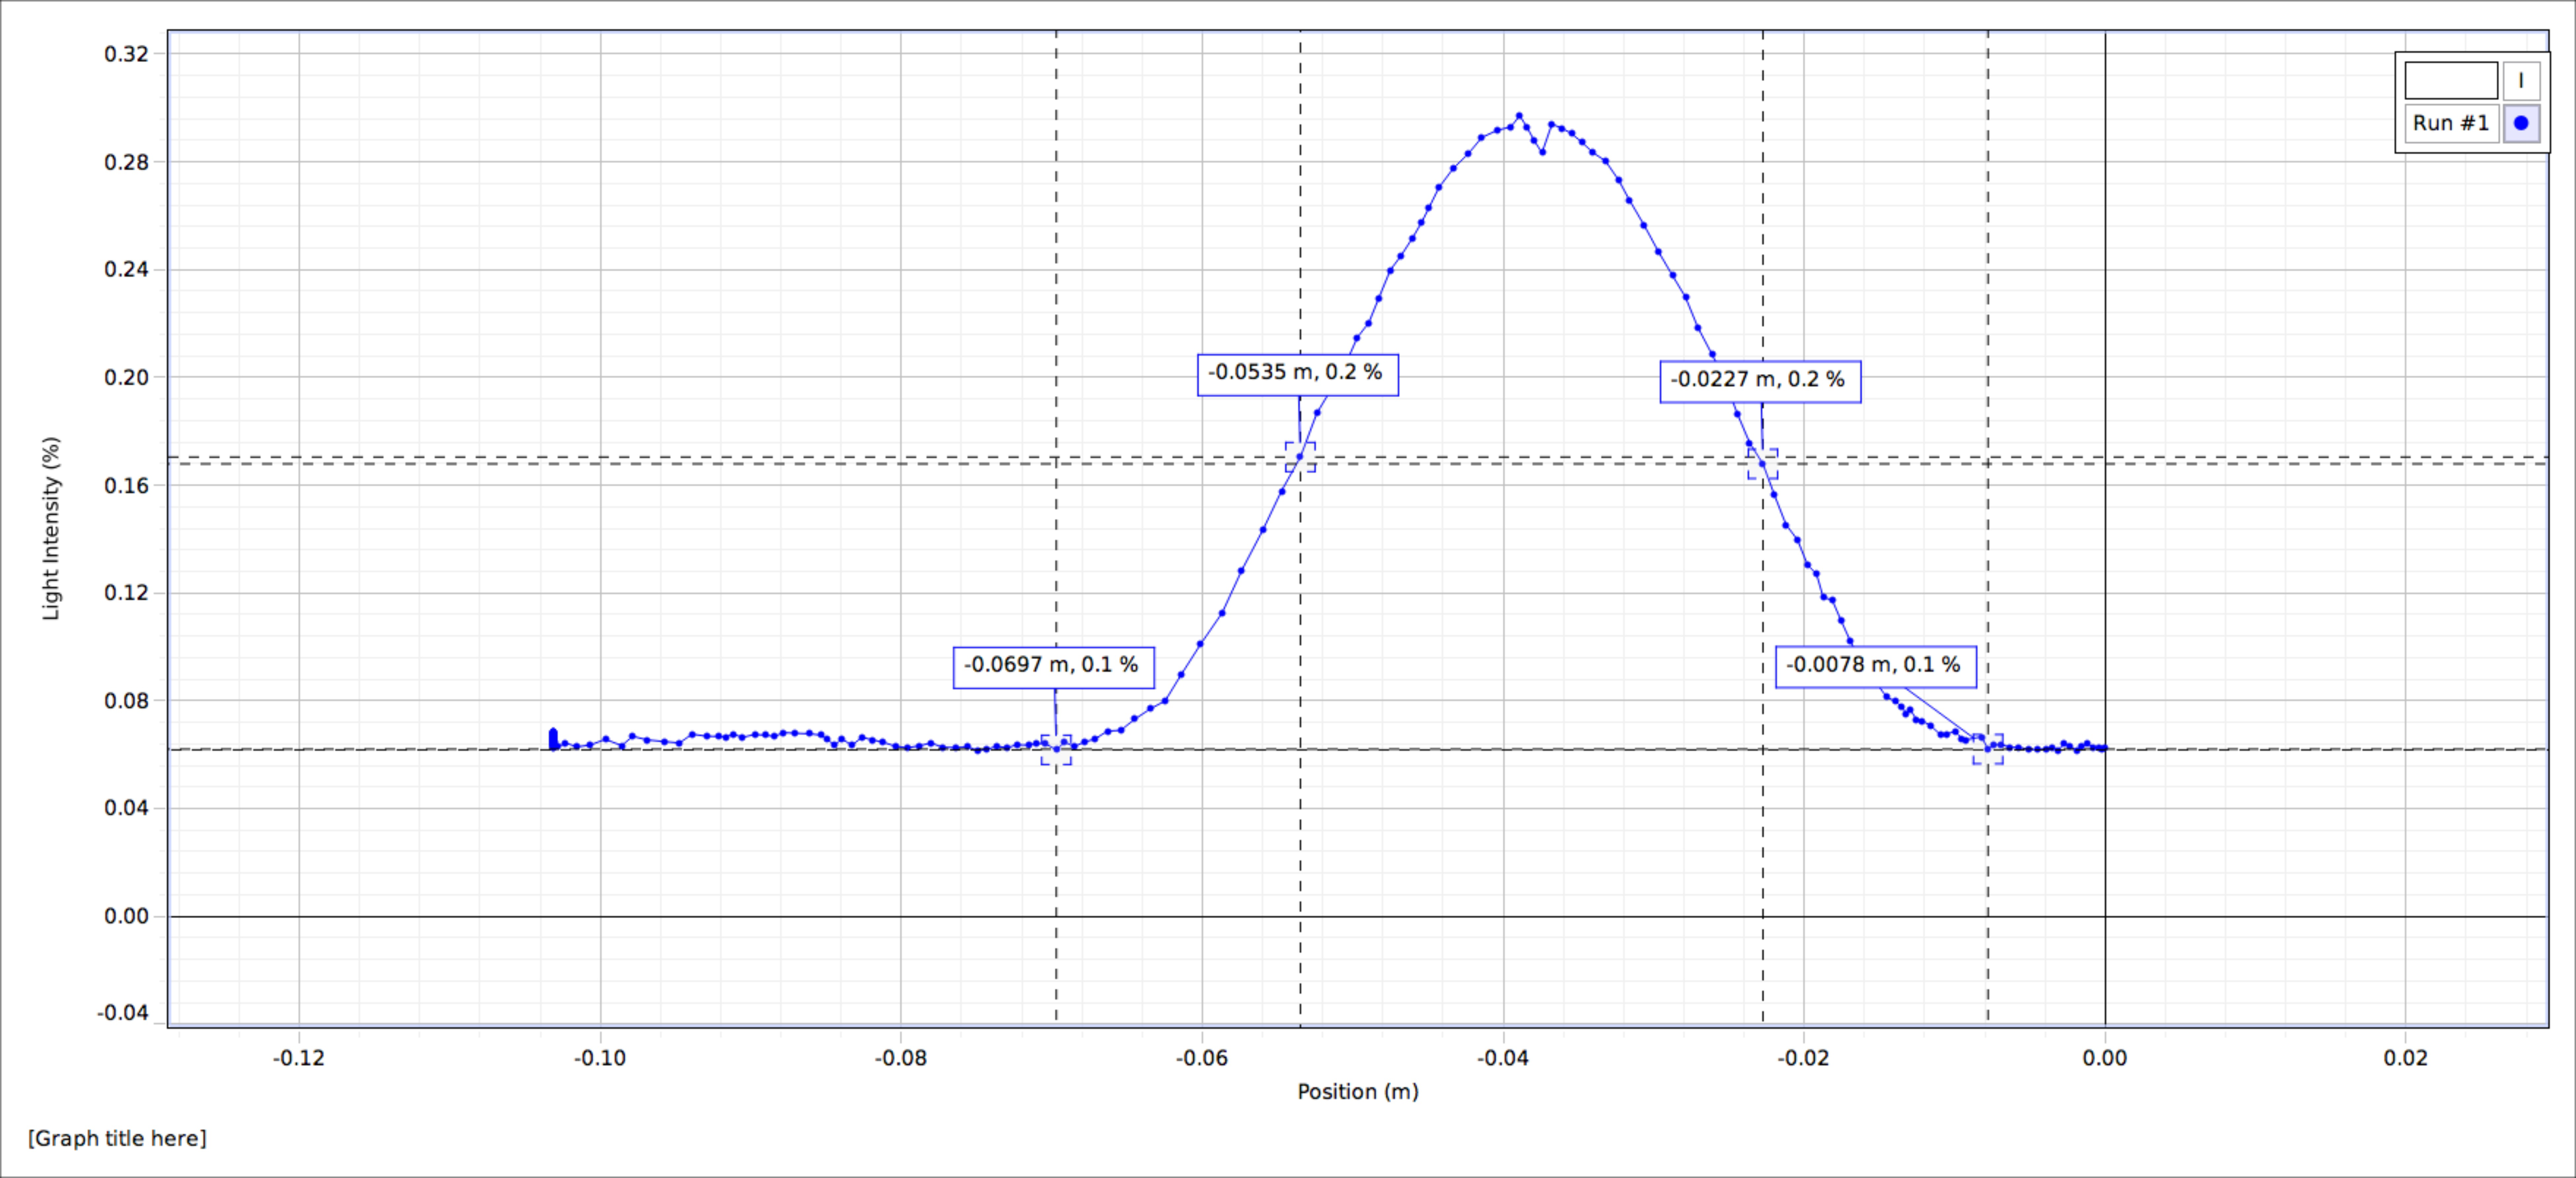 0.32
I
Run #1
0.28
0.24
0.20
-0.0535 m, 0.2 %
-0.0227 m, 0.2 %
0.16
Light Intensity (%)
0.12
-0.0697 m, 0.1 %
-0.0078 m, 0.1 %
0.08
0.04
0.00
-0.04
-0.12 -0.10 -0.08 -0.06 -0.04 -0.02 0.00 0.02
Position (m)
[Graph title here]